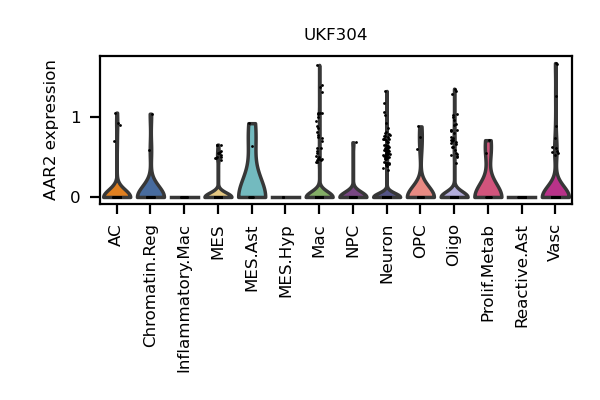 UKF304
AAR2 expression
1
0
AC
Chromatin.Reg
Inflammatory.Mac
MES
MES.Ast
MES.Hyp
Mac
NPC
Neuron
OPC
Oligo
Prolif.Metab
Reactive.Ast
Vasc